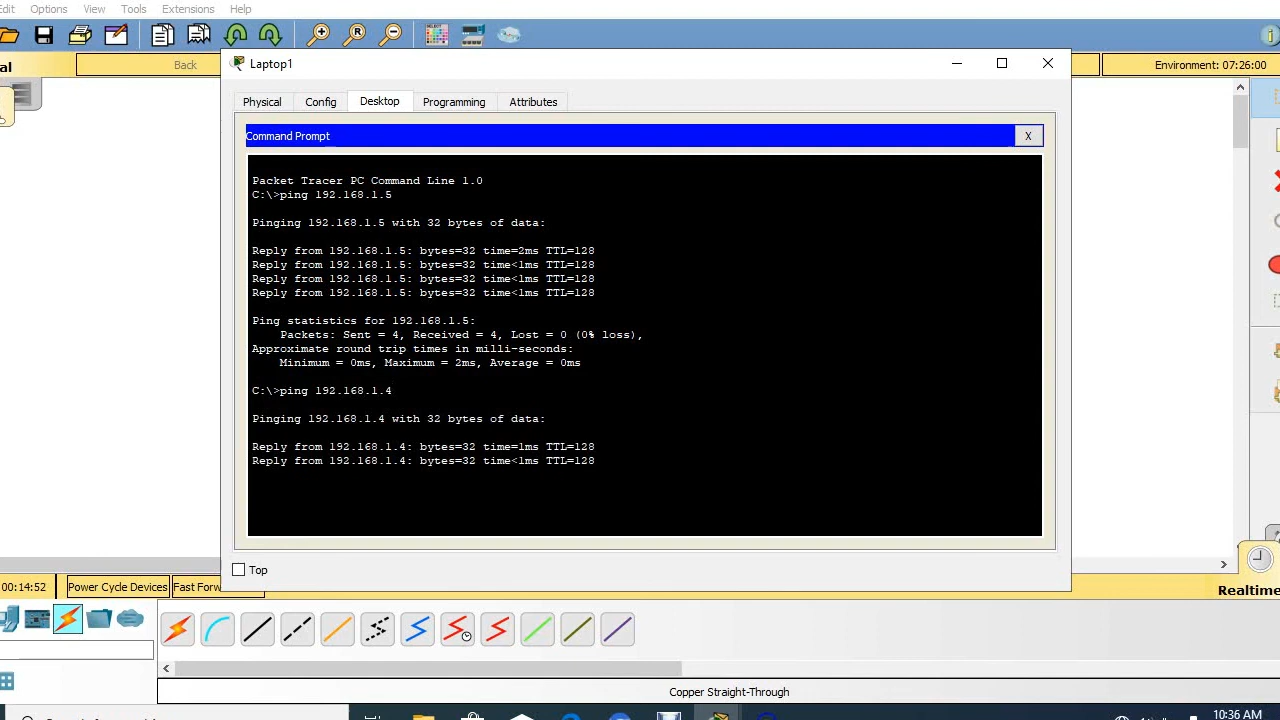 Edit Options View Tools Extensions Help
Laptop1
Back
Environment: 07:26:00
Physical Config Desktop Programming Attributes
Command Prompt
X
Packet Tracer PC Command Line 1.0
C:\>ping 192.168.1.5
Pinging 192.168.1.5 with 32 bytes of data:
Reply from 192.168.1.5: bytes=32 time=2ms TTL=128
Reply from 192.168.1.5: bytes=32 time<1ms TTL=128
Reply from 192.168.1.5: bytes=32 time<1ms TTL=128
Reply from 192.168.1.5: bytes=32 time<1ms TTL=128
Ping statistics for 192.168.1.5:
Packets: Sent = 4, Received = 4, Lost = 0 (0% loss),
Approximate round trip times in milli-seconds:
Minimum = 0ms, Maximum = 2ms, Average = 0ms
C:\>ping 192.168.1.4
Pinging 192.168.1.4 with 32 bytes of data:
Reply from 192.168.1.4: bytes=32 time=1ms TTL=128
Reply from 192.168.1.4: bytes=32 time<1ms TTL=128
Top
00:14:52 Power Cycle Devices Fast Forw
Realtime
Copper Straight-Through
10:36 AM